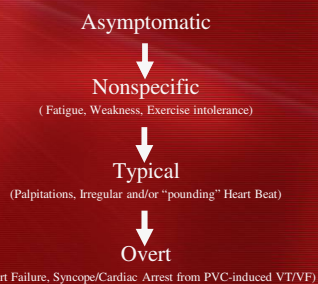 Asymptomatic
Nonspecific
( Fatigue, Weakness, Exercise intolerance)
Typical
(Palpitations, Irregular and/or “pounding” Heart Beat)
Overt
Failure, Syncope/Cardiac Arrest from PVC-induced VT/VF)